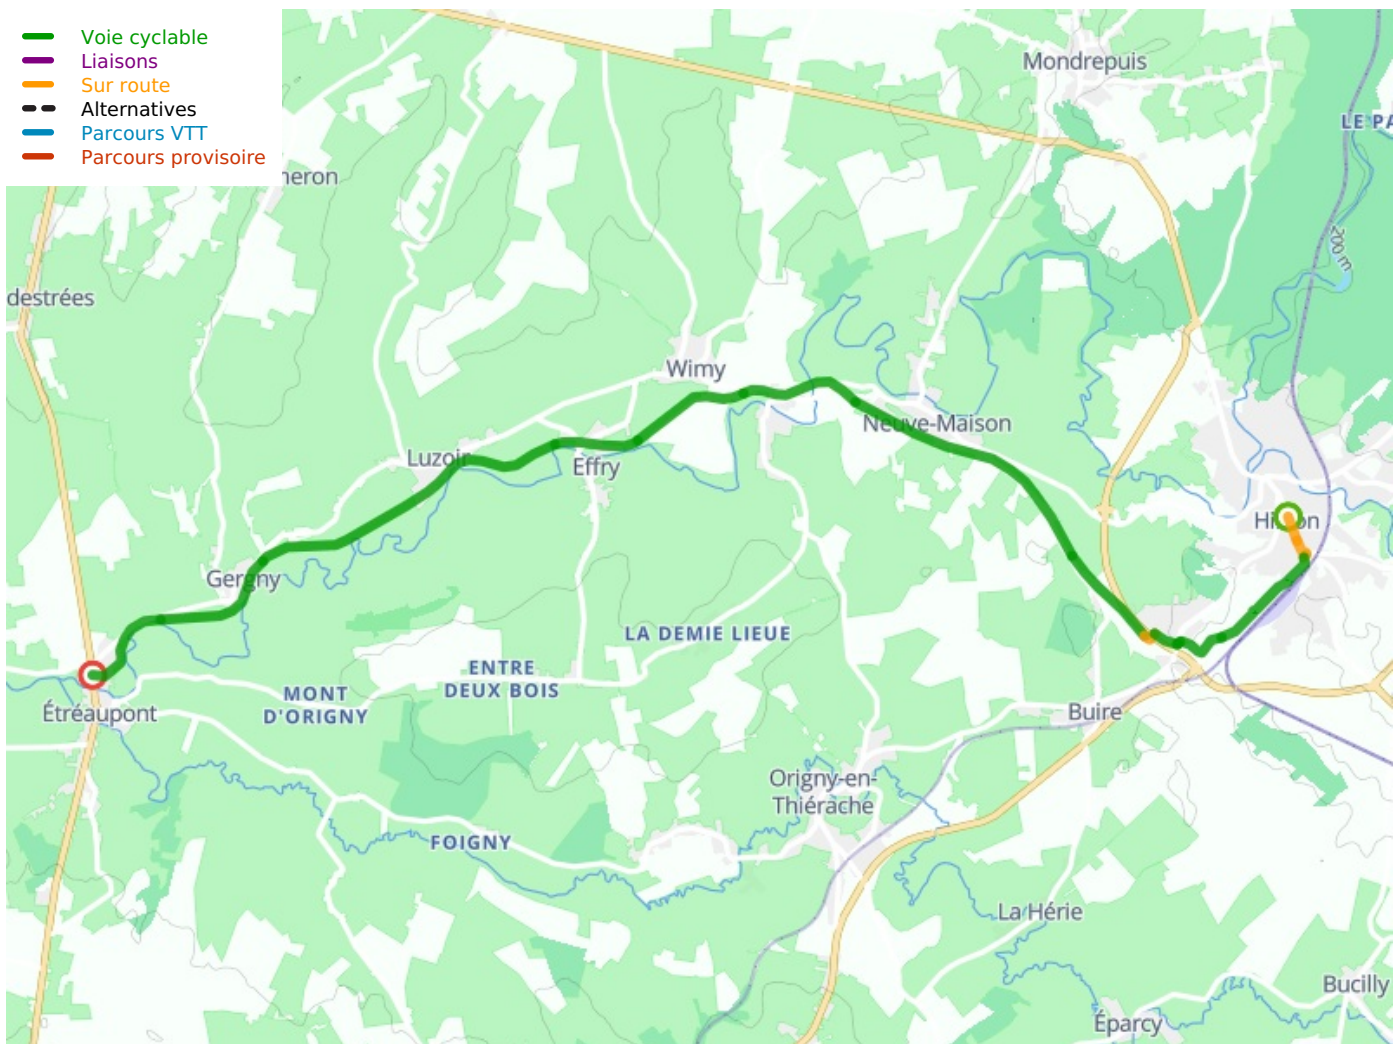 Voie cyclable
Liaisons
Sur route
Alternatives
Parcours VTT
Parcours provisoire
Mondrepuis
LE PA
neron
200 m
destrées
Wimy
Neuve-Maison
Luzoir
Effry
Gergny
LA DEMIE LIEUE
ENTRE
DEUX BOIS
MONT
D'ORIGNY
Étréaupont
Buire
Origny-en-
Thiérache
FOIGNY
La Hérie
Bucilly
Éparcy